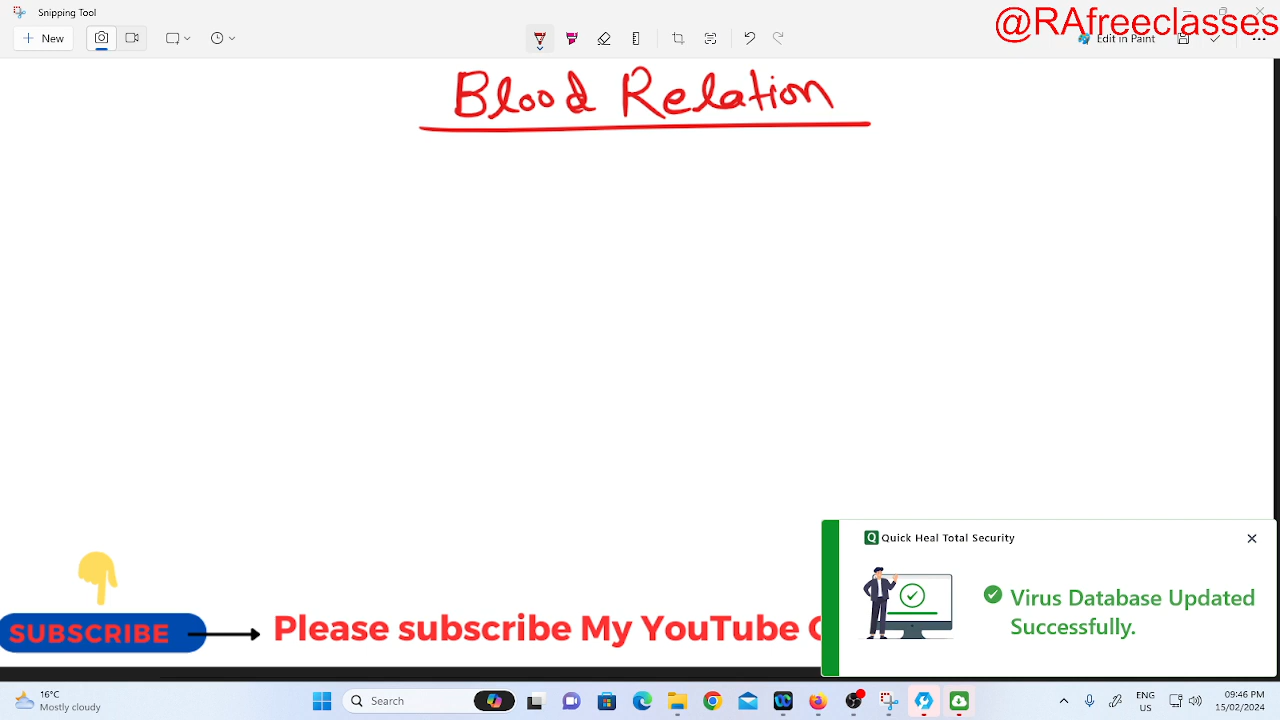 Snipping Tool
@RAfreeclasses
New
Edit in Paint
Blood Relation
Quick Heal Total Security
Virus Database Updated
Successfully.
SUBSCRIBE
Please subscribe My YouTube
16°C
Mostly cloudy
Search
ENG
US
09:46 PM
15/02/2024